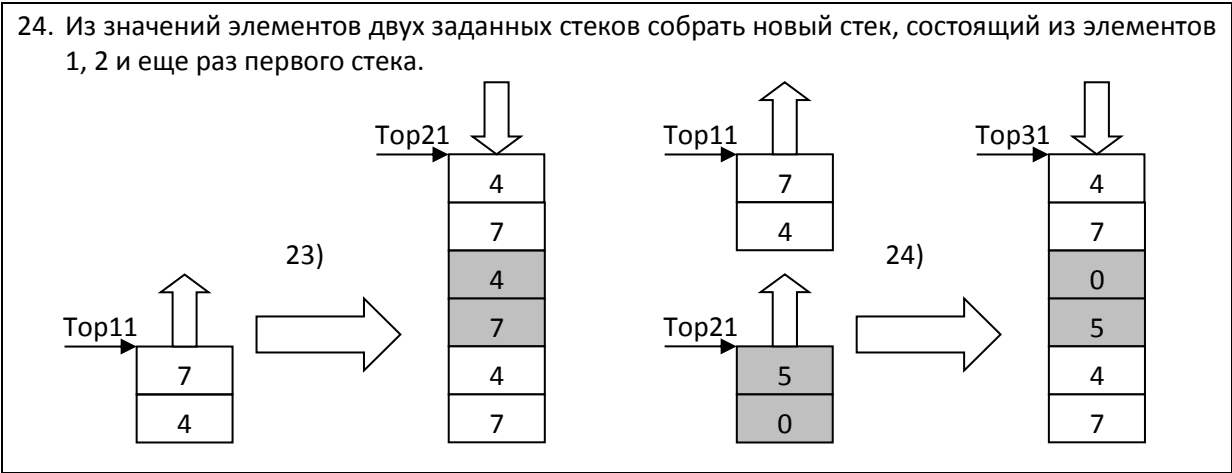 24. Из значений элементов двух заданных стеков собрать новый стек, состоящий из элементов
1, 2 и еще раз первого стека.
Top21
4
7
4
7
4
7
23)
Top11
7
4
Top11
7
4
24)
Top21
5
0
Top31
4
7
0
5
4
7